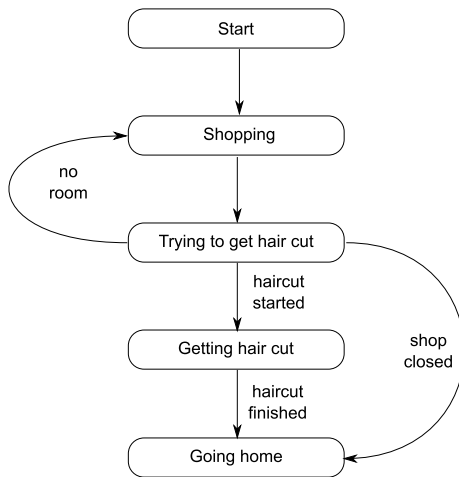 Start
Shopping
no
room
Trying to get hair cut
haircut
started
Getting hair cut
shop
closed
haircut
finished
Going home